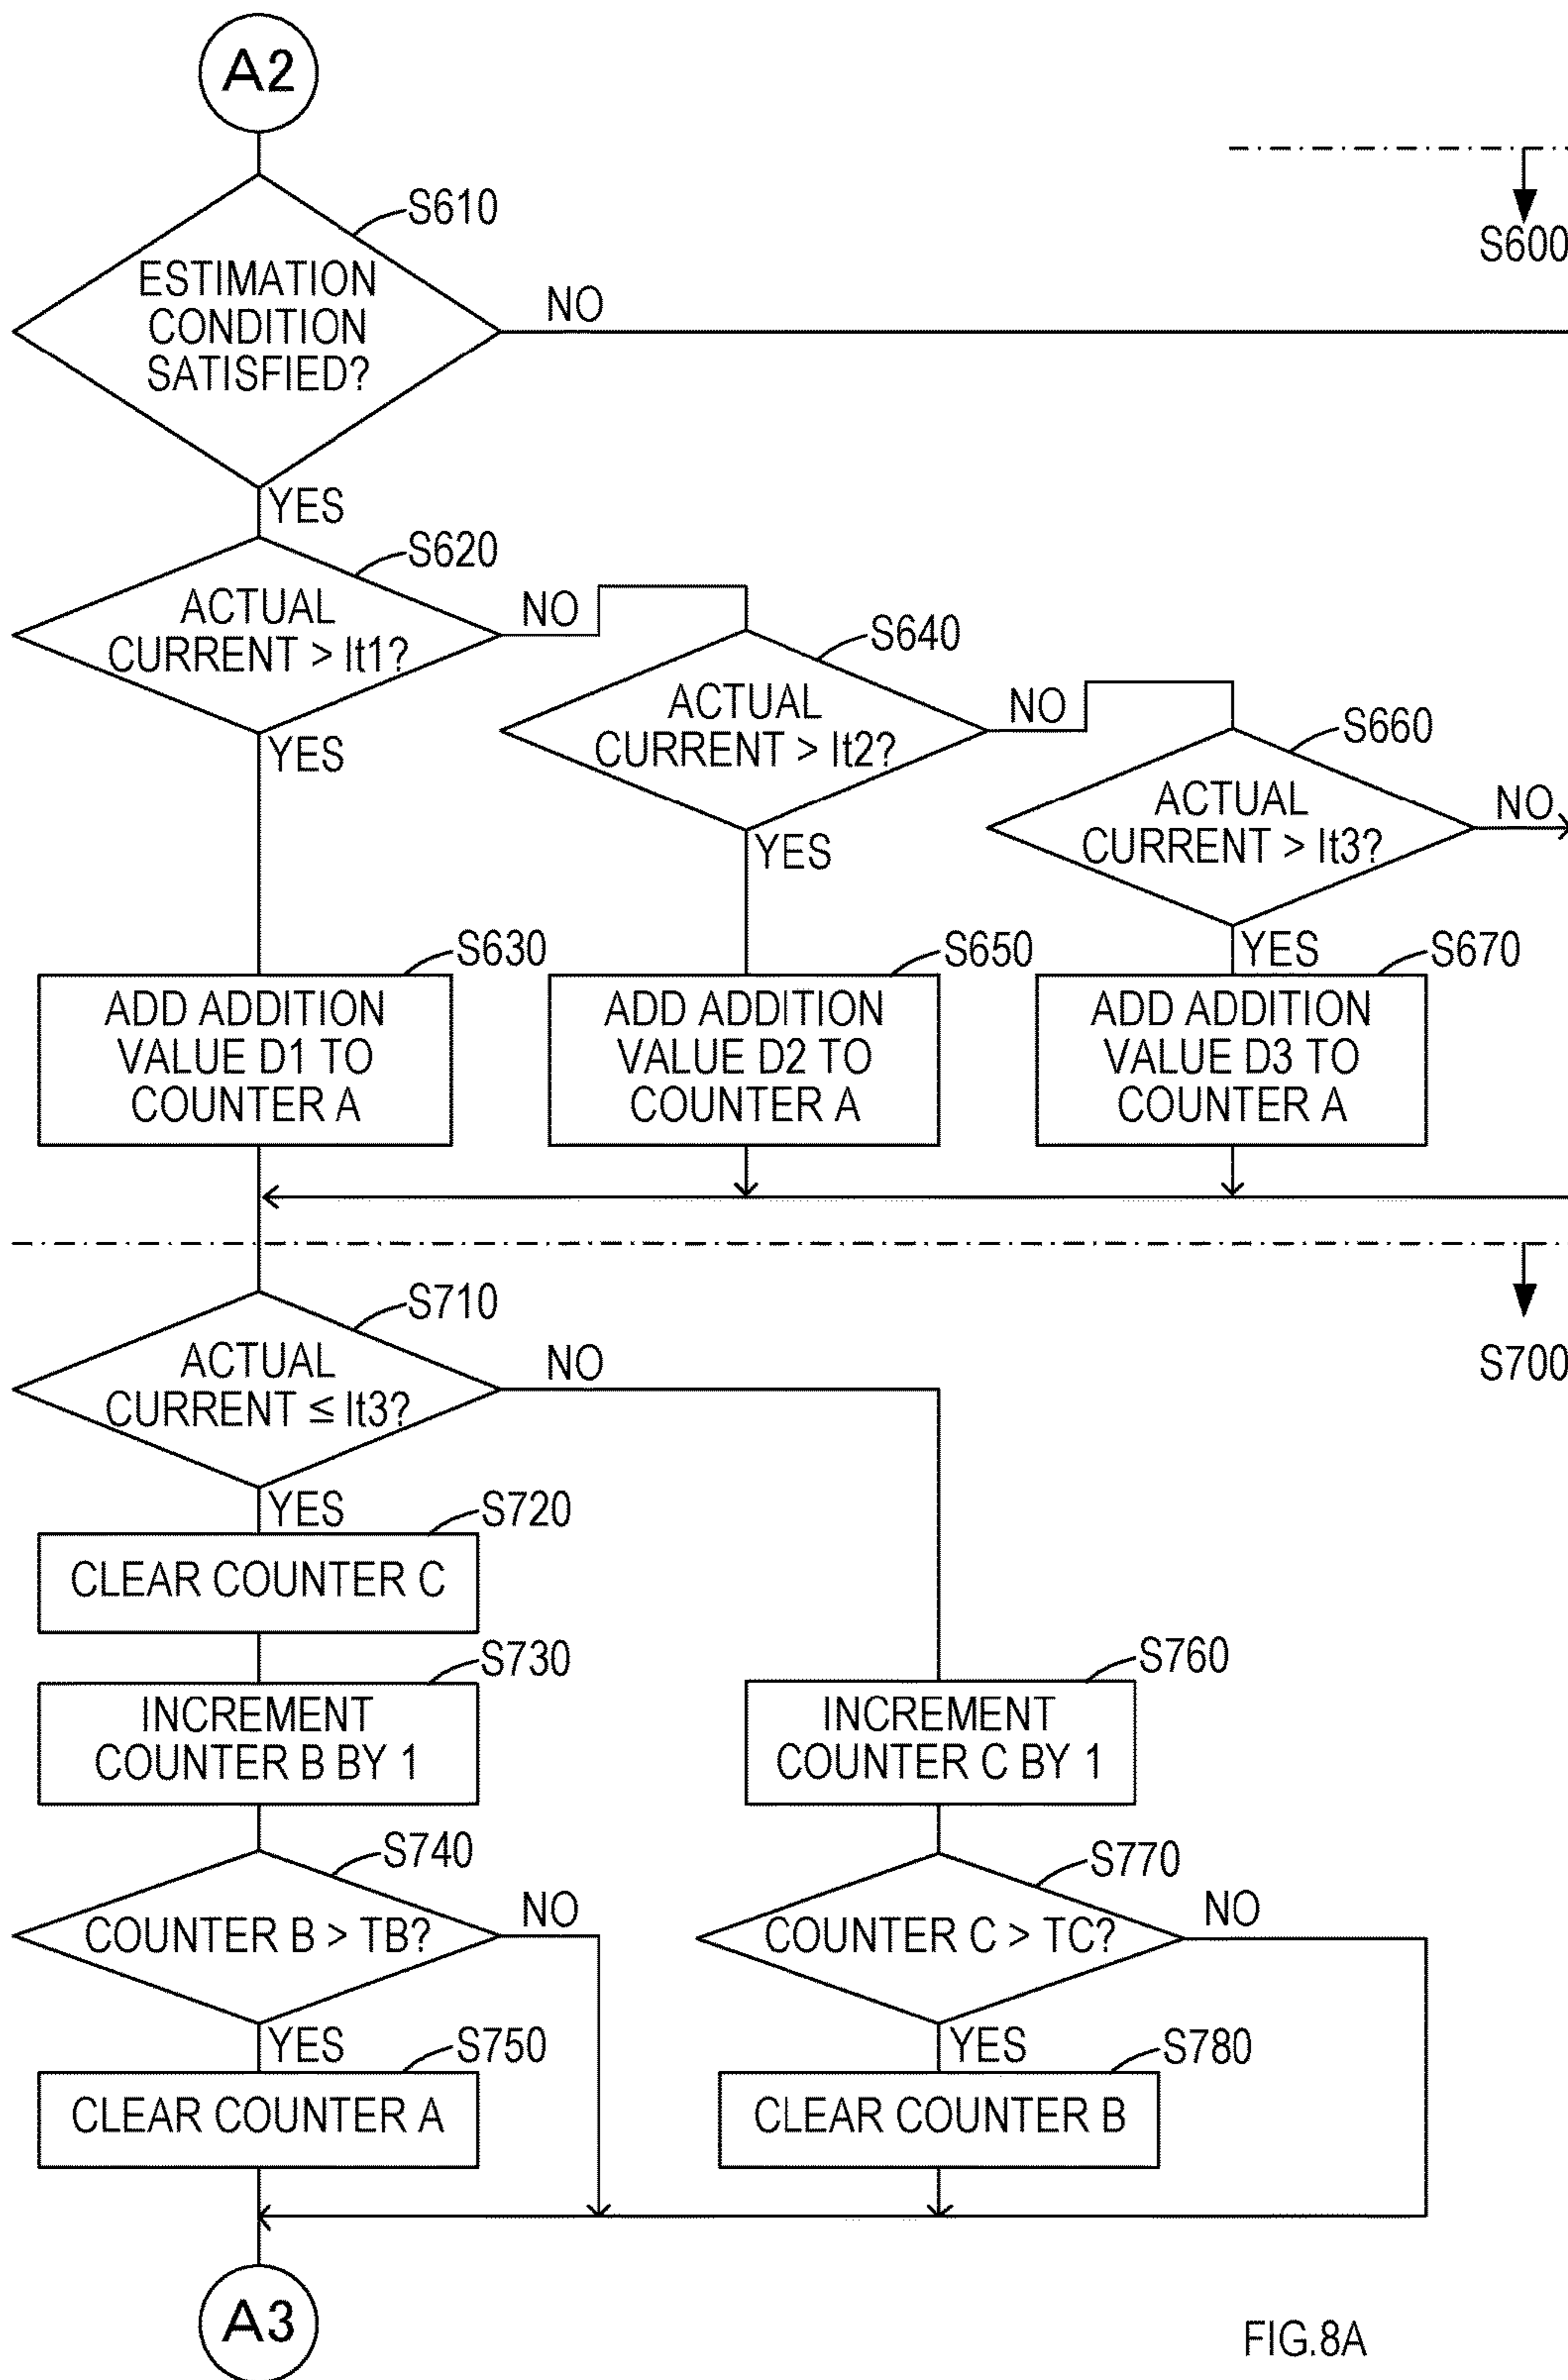 A2
S610
ESTIMATION
CONDITION
SATISFIED?
NO
S600
YES
S620
ACTUAL
CURRENT > It1?
NO
YES
S640
ACTUAL
CURRENT > It2?
NO
YES
S660
ACTUAL
CURRENT > It3?
NO
YES
S630
ADD ADDITION
VALUE D1 TO
COUNTER A
S650
ADD ADDITION
VALUE D2 TO
COUNTER A
S670
ADD ADDITION
VALUE D3 TO
COUNTER A
S710
ACTUAL
CURRENT ≤ It3?
NO
S700
YES
S720
CLEAR COUNTER C
S730
INCREMENT
COUNTER B BY 1
S760
INCREMENT
COUNTER C BY 1
S740
COUNTER B > TB?
NO
S770
COUNTER C > TC?
NO
YES
S750
CLEAR COUNTER A
YES
S780
CLEAR COUNTER B
A3
FIG.8A